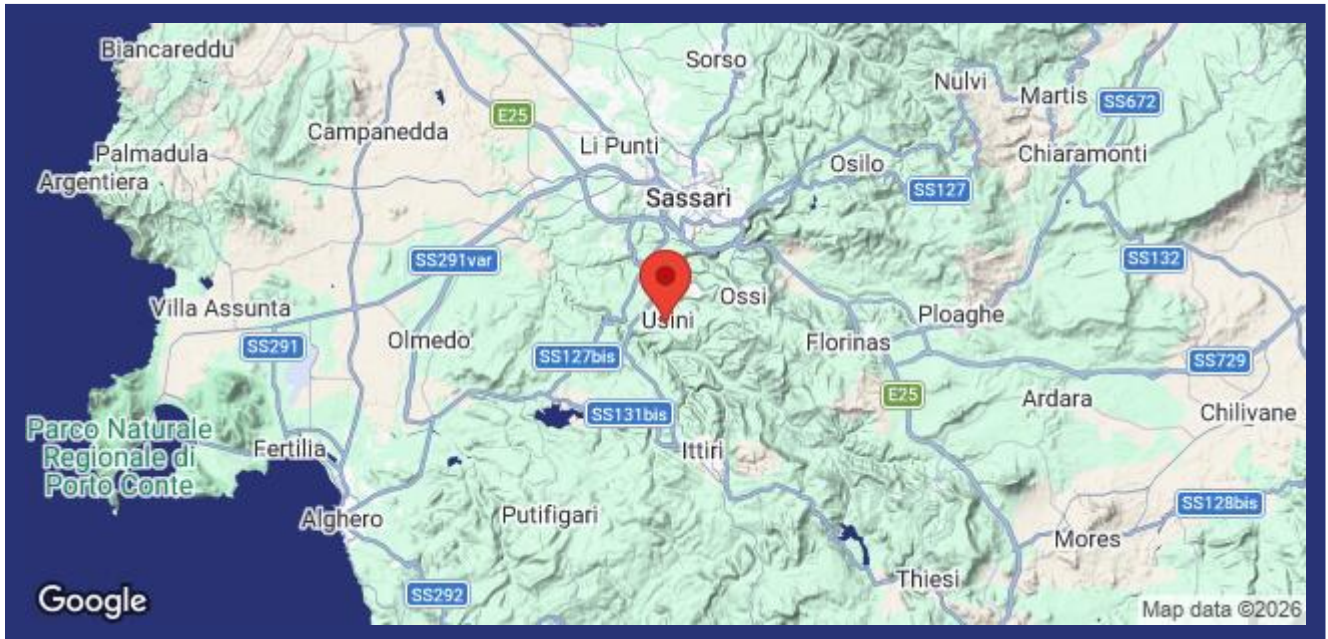 Biancareddu
Sorso
Nulvi
Martis
SS672
E25
Campanedda
Li Punti
Palmadula
Osilo
Chiaramonti
Argentiera
SS127
Sassari
SS291var
SS132
Ossi
Villa Assunta
Usini
Ploaghe
Olmedo
SS291
Florinas
SS127bis
SS729
E25
Ardara
SS131bis
Chilivane
Parco Naturale
Regionale di
Porto Conte
Fertilia
Ittiri
SS128bis
Alghero
Putifigari
Mores
Thiesi
SS292
Google
Map data ©2026